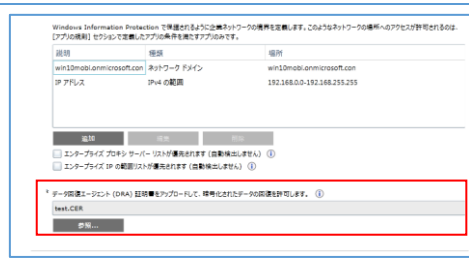 Windows Information Protection で保護されるように企業ネットワークの境界を定義します。このようなネットワークの場所へのアクセスが許可されるのは、
[アプリの規則] セクションで定義したアプリの条件を満たすアプリのみです。
説明 種類 場所
win10mobi.onmicrosoft.con ネットワーク ドメイン win10mobi.onmicrosoft.con
IP アドレス IPv4 の範囲 192.168.0.0-192.168.255.255
追加
エンタープライズ プロキシ サーバー リストが優先されます (自動検出しません)
エンタープライズ IP の範囲リストが優先されます (自動検出しません)
* データ回復エージェント (DRA) 証明書をアップロードして、暗号化されたデータの回復を許可します。
test.CER
参照...